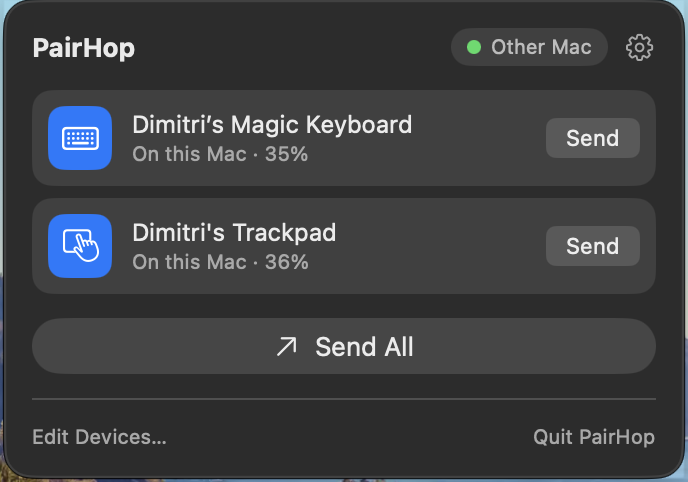 PairHop
Other Mac
Dimitri’s Magic Keyboard
On this Mac · 35%
Send
Dimitri's Trackpad
On this Mac · 36%
Send
Send All
Edit Devices...
Quit PairHop